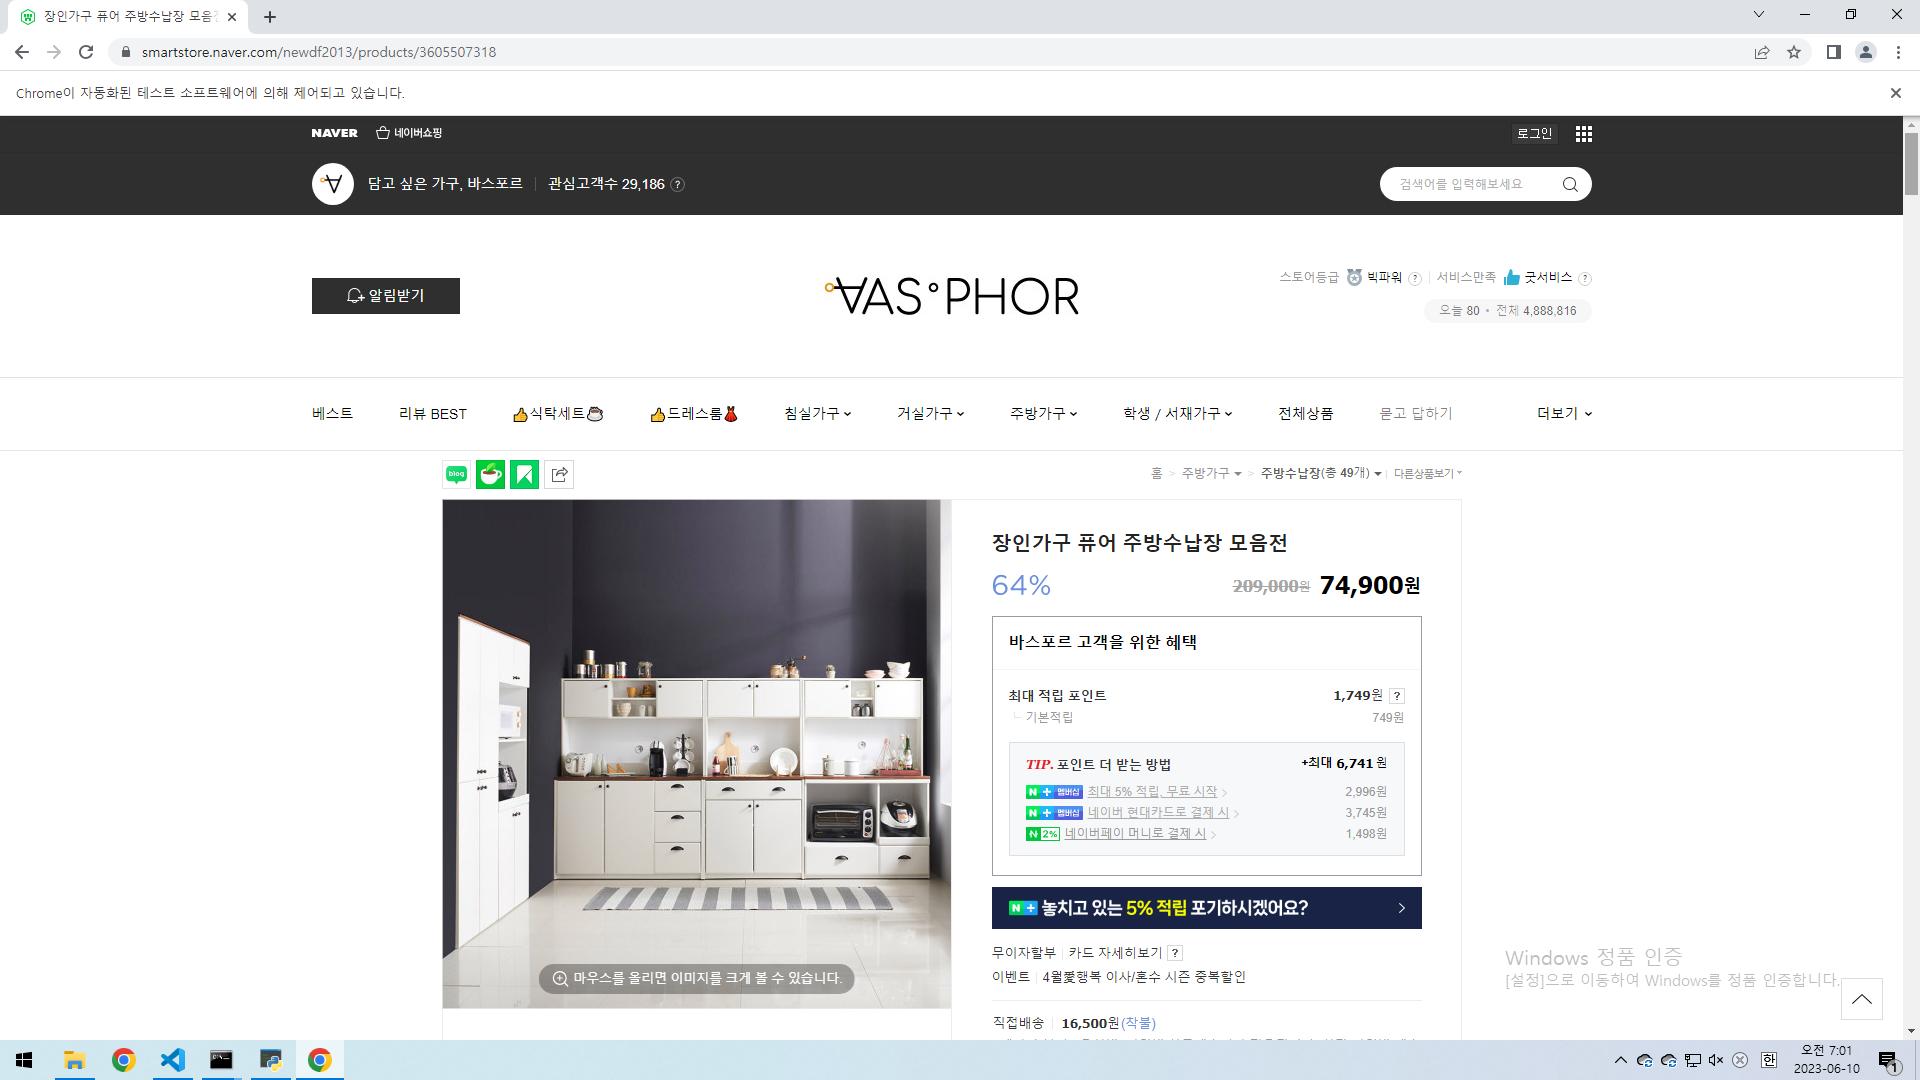 장인가구 퓨어 주방수납장 모음전
smartstore.naver.com/newdf2013/products/3605507318
Chrome이 자동화된 테스트 소프트웨어에 의해 제어되고 있습니다.
NAVER 네이버쇼핑 로그인
담고 싶은 가구, 바스포르 관심고객수 29,186 ?
검색어를 입력해보세요
알림받기
VAS°PHOR
스토어등급 빅파워 ? 서비스만족 굿서비스 ?
오늘 80 • 전체 4,888,816
베스트 리뷰 BEST 👍식탁세트☕ 👍드레스룸👗 침실가구 거실가구 주방가구 학생 / 서재가구 전체상품 묻고 답하기 더보기
blog
홈 > 주방가구 > 주방수납장(총 49개) 다른상품보기
장인가구 퓨어 주방수납장 모음전
64% 209,000원 74,900원
바스포르 고객을 위한 혜택
최대 적립 포인트 1,749원 ?
기본적립 749원
TIP. 포인트 더 받는 방법 +최대 6,741 원
N+ 멤버십 최대 5% 적립, 무료 시작 > 2,996원
N+ 멤버십 네이버 현대카드로 결제 시 > 3,745원
N 2% 네이버페이 머니로 결제 시 > 1,498원
N+ 놓치고 있는 5% 적립 포기하시겠어요? >
무이자할부 카드 자세히보기 ?
이벤트 4월愛행복 이사/혼수 시즌 중복할인
직접배송 16,500원(착불)
마우스를 올리면 이미지를 크게 볼 수 있습니다.
Windows 정품 인증
[설정]으로 이동하여 Windows를 정품 인증합니다.
한
오전 7:01
2023-06-10
1